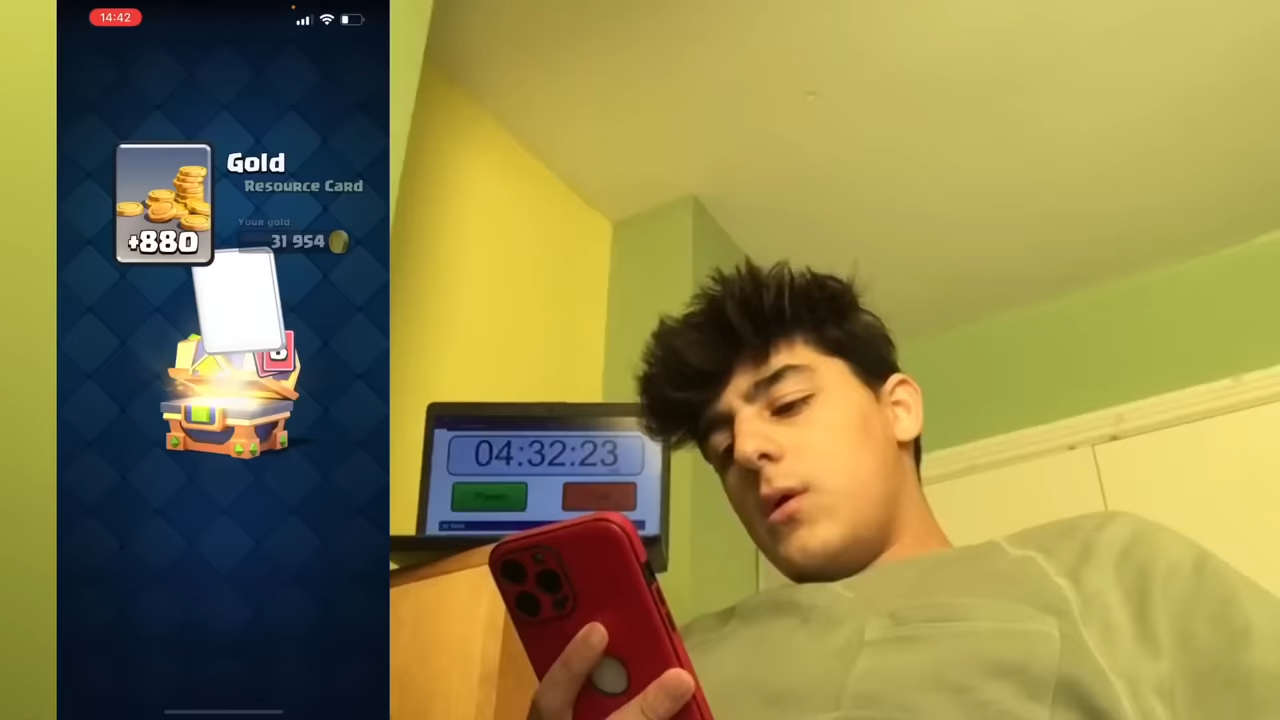 14:42
Gold
Resource Card
Your gold:
31 954
+880
04:32:23